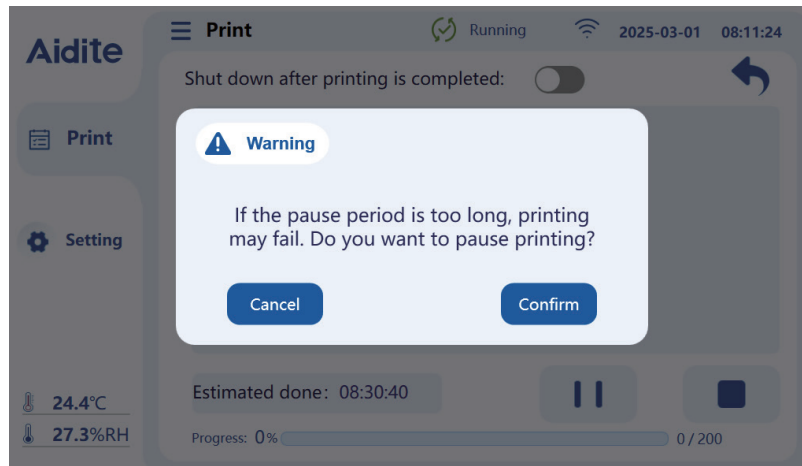 Aidite
Print
Running
2025-03-01 08:11:24
Shut down after printing is completed:
Print
Setting
Warning
If the pause period is too long, printing
may fail. Do you want to pause printing?
Cancel
Confirm
Estimated done: 08:30:40
24.4°C
27.3%RH
Progress: 0%
0/200